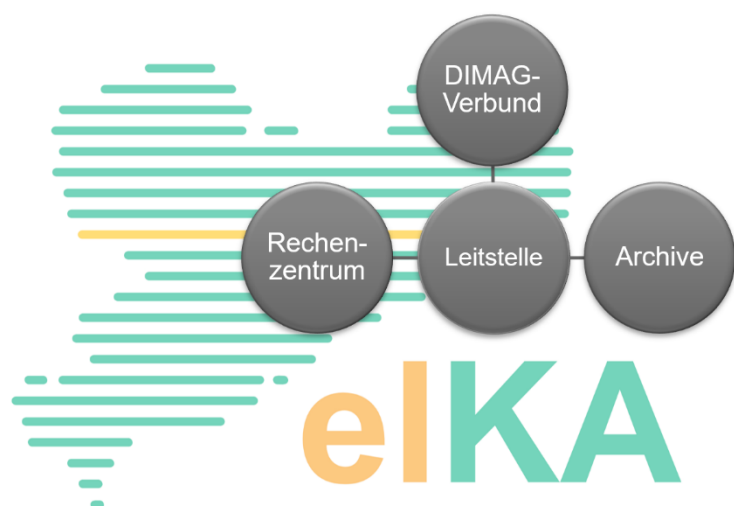 DIMAG-
Verbund
Rechen-
zentrum
Leitstelle
Archive
elKA